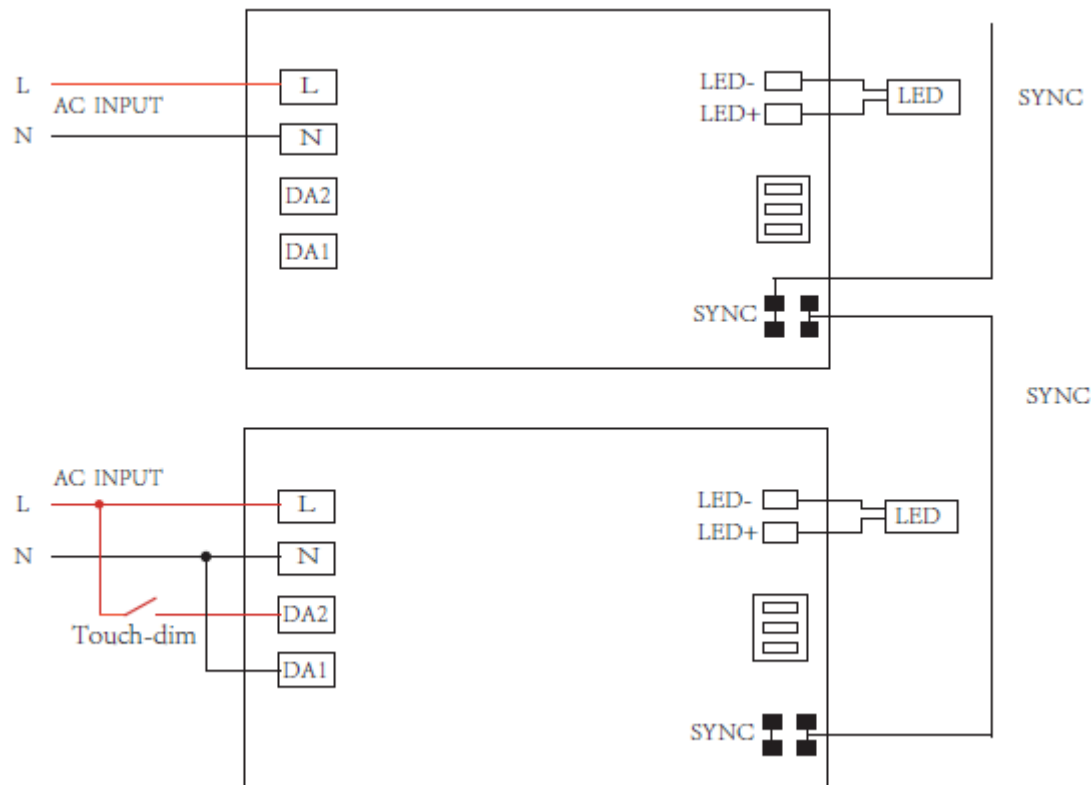 L
AC INPUT
N
L
N
DA2
DA1
LED-
LED+
LED
SYNC
SYNC
SYNC
AC INPUT
L
N
Touch-dim
L
N
DA2
DA1
LED-
LED+
LED
SYNC